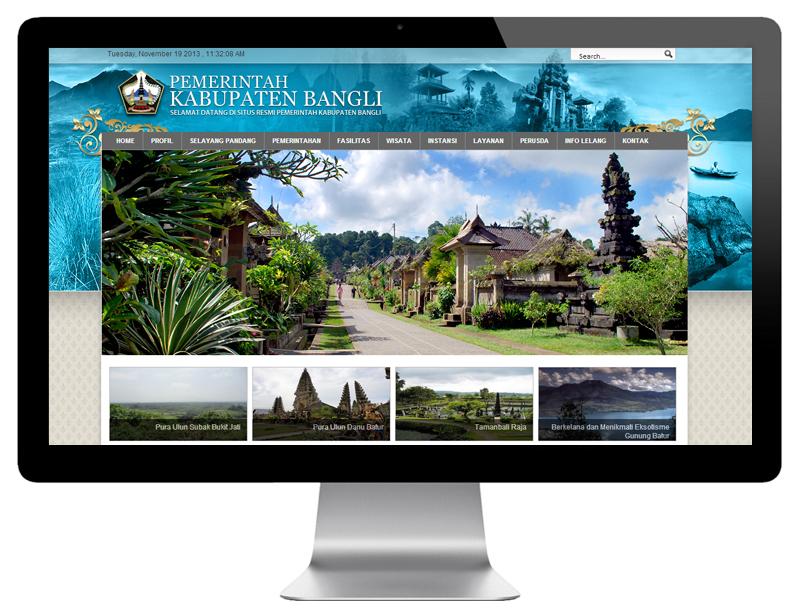 Tuesday, November 19 2013 , 11:32:08 AM
Search...
PEMERINTAH
KABUPATEN BANGLI
SELAMAT DATANG DI SITUS RESMI PEMERINTAH KABUPATEN BANGLI
HOME PROFIL SELAYANG PANDANG PEMERINTAHAN FASILITAS WISATA INSTANSI LAYANAN PERUSDA INFO LELANG KONTAK
Pura Ulun Subak Bukit Jati
Pura Ulun Danu Batur
Tamanbali Raja
Berkelana dan Menikmati Eksotisme
Gunung Batur